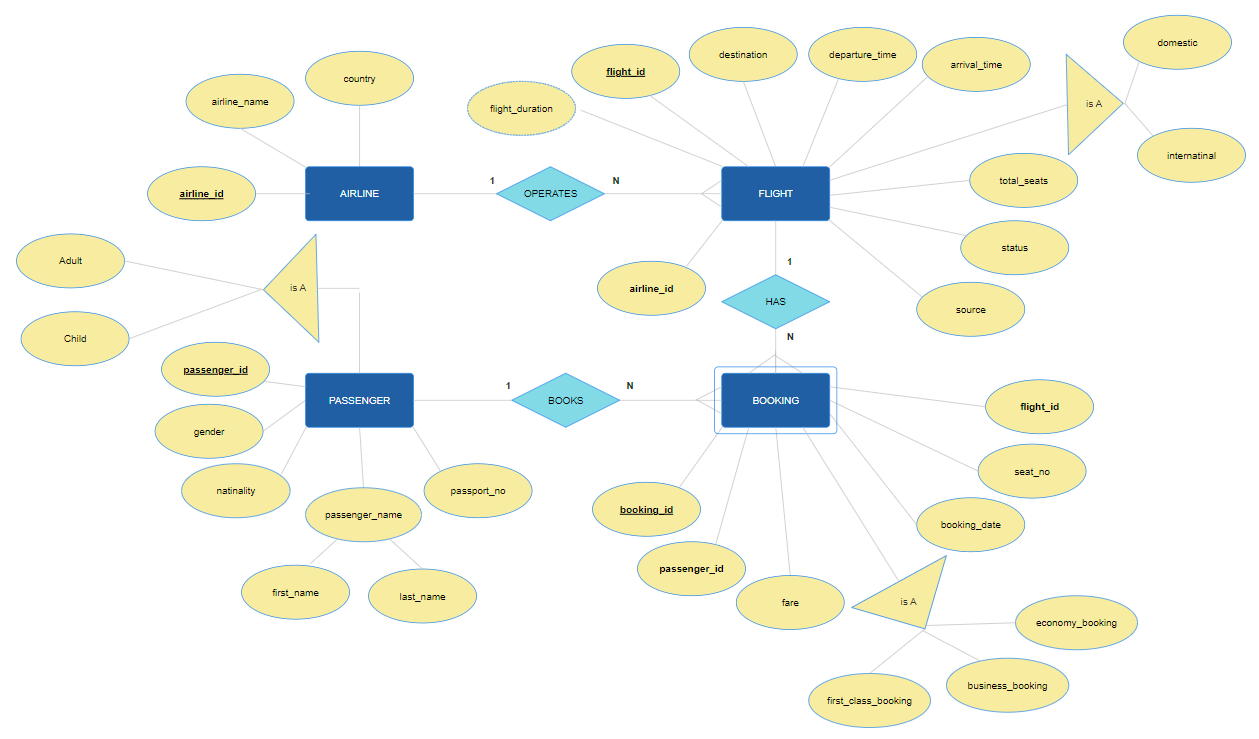 domestic
destination
departure_time
arrival_time
flight_id
country
airline_name
flight_duration
is A
internatinal
airline_id
AIRLINE
1
OPERATES
N
FLIGHT
total_seats
status
Adult
is A
airline_id
1
HAS
source
Child
N
passenger_id
PASSENGER
1
BOOKS
N
BOOKING
flight_id
gender
seat_no
natinality
passport_no
passenger_name
booking_id
booking_date
passenger_id
first_name
last_name
fare
is A
economy_booking
business_booking
first_class_booking